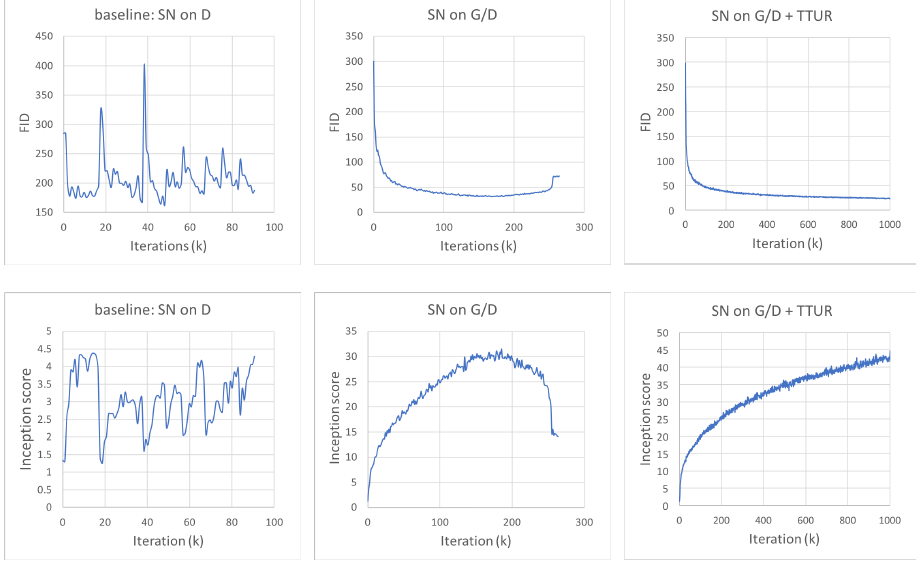 baseline: SN on D
450
400
350
300
250
200
150
FID
0 20 40 60 80 100
Iterations (k)
SN on G/D
350
300
250
200
150
100
50
0
FID
0 100 200 300
Iterations (k)
SN on G/D + TTUR
350
300
250
200
150
100
50
0
FID
0 200 400 600 800 1000
Iteration (k)
baseline: SN on D
5
4.5
4
3.5
3
2.5
2
1.5
1
0.5
0
Inception score
0 20 40 60 80 100
Iteration (k)
SN on G/D
35
30
25
20
15
10
5
0
Inception score
0 100 200 300
Iteration (k)
SN on G/D + TTUR
50
45
40
35
30
25
20
15
10
5
0
Inception score
0 200 400 600 800 1000
Iteration (k)